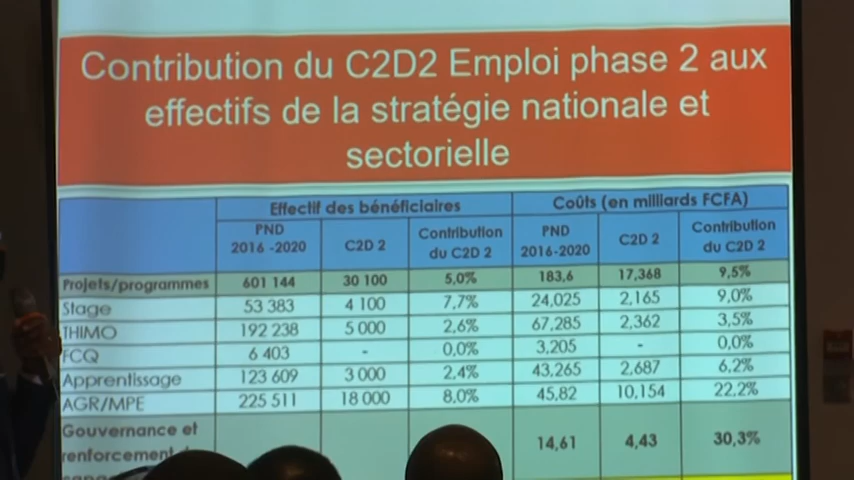 Contribution du C2D2 Emploi phase 2 aux
effectifs de la stratégie nationale et
sectorielle
Effectif des bénéficiaires Coûts (en milliards FCFA)
PND 2016 -2020 C2D 2 Contribution du C2D 2 PND 2016-2020 C2D 2 Contribution du C2D 2
Projets/programmes 601 144 30 100 5,0% 183,6 17,368 9,5%
Stage 53 383 4 100 7,7% 24,025 2,165 9,0%
THIMO 192 238 5 000 2,6% 67,285 2,362 3,5%
FCQ 6 403 - 0,0% 3,205 - 0,0%
Apprentissage 123 609 3 000 2,4% 43,265 2,687 6,2%
AGR/MPE 225 511 18 000 8,0% 45,82 10,154 22,2%
Gouvernance et
renforcement 14,61 4,43 30,3%